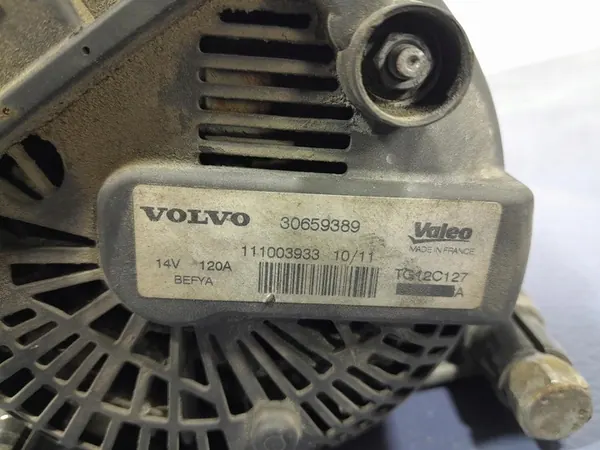 VOLVO 30659389 Valeo
MADE IN FRANCE
111003933 10/11
14V 120A TG12C127
BEFYA A